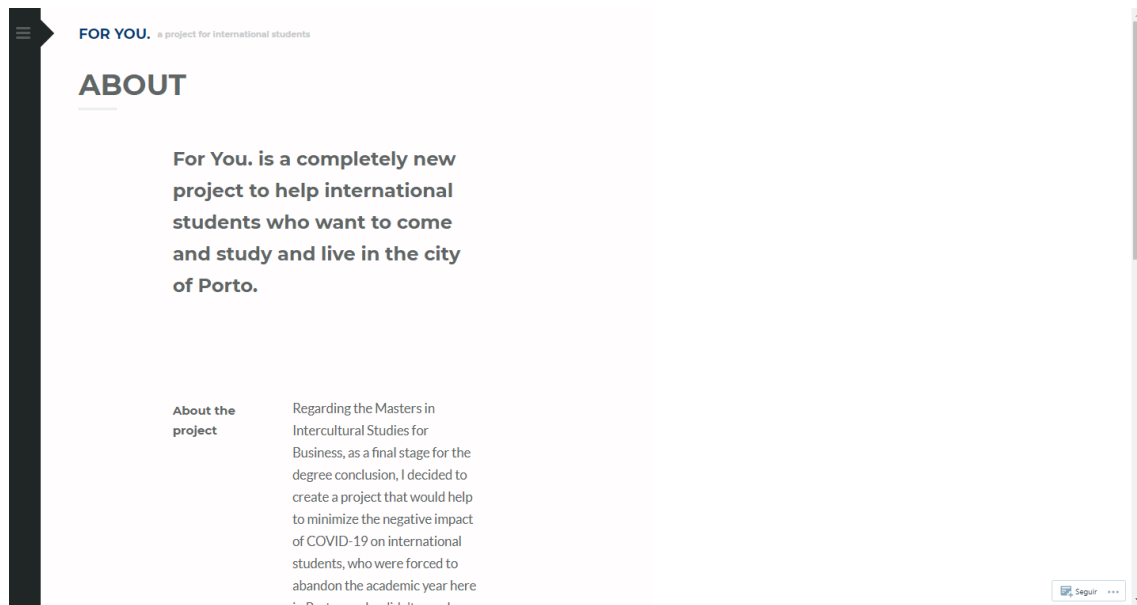 FOR YOU. a project for international students
ABOUT
For You. is a completely new
project to help international
students who want to come
and study and live in the city
of Porto.
About the
project
Regarding the Masters in
Intercultural Studies for
Business, as a final stage for the
degree conclusion, I decided to
create a project that would help
to minimize the negative impact
of COVID-19 on international
students, who were forced to
abandon the academic year here
Seguir